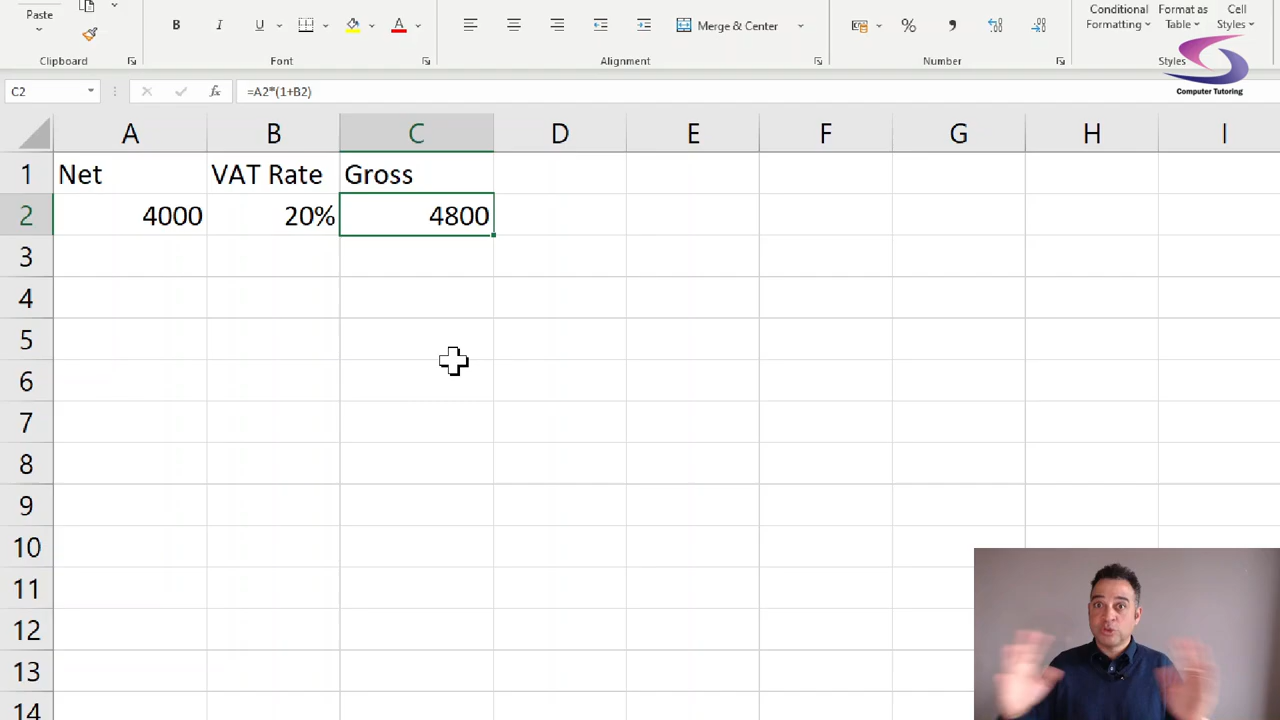 Paste
B I U A
Merge & Center
% ,
Conditional
Formatting
Format as
Table
Cell
Styles
Clipboard
Font
Alignment
Number
Styles
Computer Tutoring
C2
fx
=A2*(1+B2)
A B C D E F G H I
1 Net VAT Rate Gross
2 4000 20% 4800
3
4
5
6
7
8
9
10
11
12
13
14